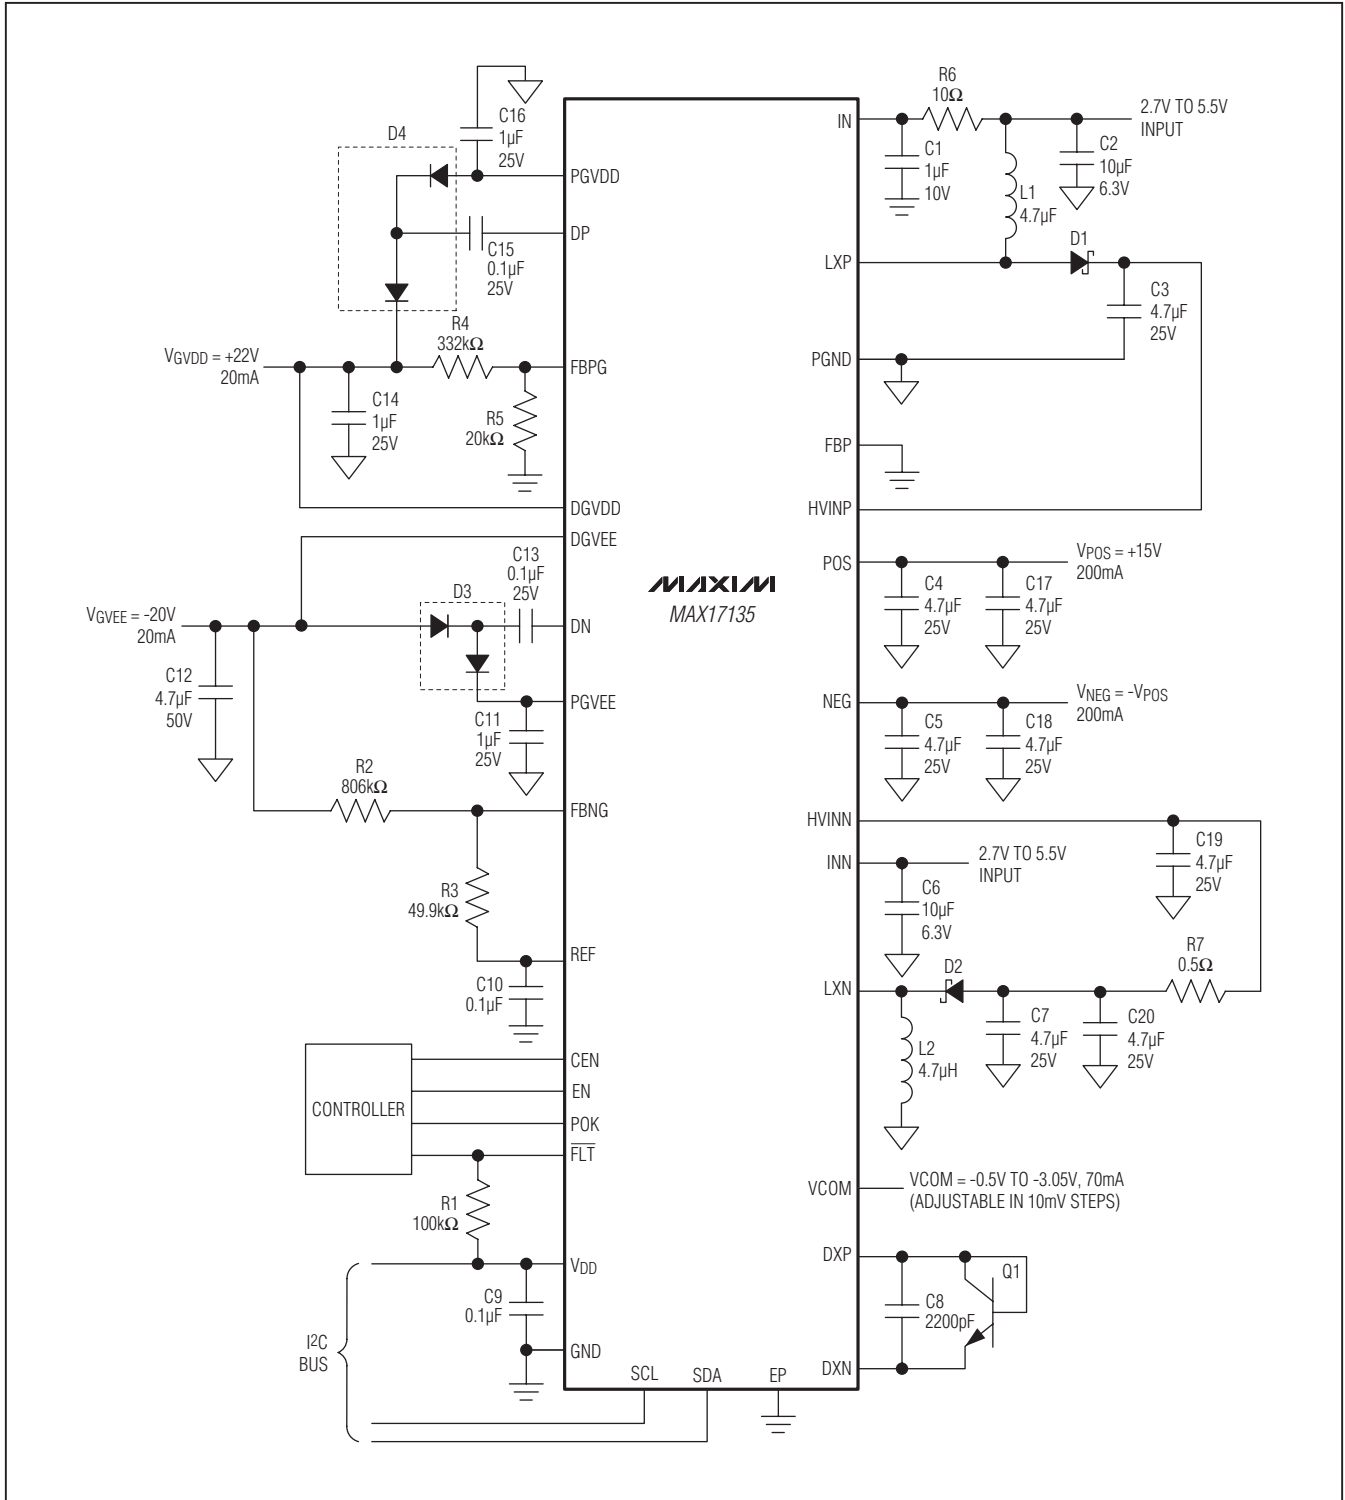 R6
10Ω
2.7V TO 5.5V
INPUT
IN
C1
1µF
10V
C2
10µF
6.3V
L1
4.7µF
LXP
D1
C3
4.7µF
25V
PGND
FBP
HVINP
POS
VPOS = +15V
200mA
C4
4.7µF
25V
C17
4.7µF
25V
NEG
VNEG = -VPOS
200mA
C5
4.7µF
25V
C18
4.7µF
25V
HVINN
C19
4.7µF
25V
INN
2.7V TO 5.5V
INPUT
C6
10µF
6.3V
R7
0.5Ω
LXN
D2
C7
4.7µF
25V
C20
4.7µF
25V
L2
4.7µH
VCOM
VCOM = -0.5V TO -3.05V, 70mA
(ADJUSTABLE IN 10mV STEPS)
DXP
Q1
C8
2200pF
DXN
MAXIM
MAX17135
C16
1µF
25V
D4
PGVDD
DP
C15
0.1µF
25V
R4
332kΩ
VGVDD = +22V
20mA
FBPG
C14
1µF
25V
R5
20kΩ
DGVDD
DGVEE
C13
0.1µF
25V
D3
VGVEE = -20V
20mA
DN
C12
4.7µF
50V
PGVEE
C11
1µF
25V
R2
806kΩ
FBNG
R3
49.9kΩ
REF
C10
0.1µF
CONTROLLER
CEN
EN
POK
FLT
R1
100kΩ
VDD
C9
0.1µF
I²C
BUS
GND
SCL
SDA
EP